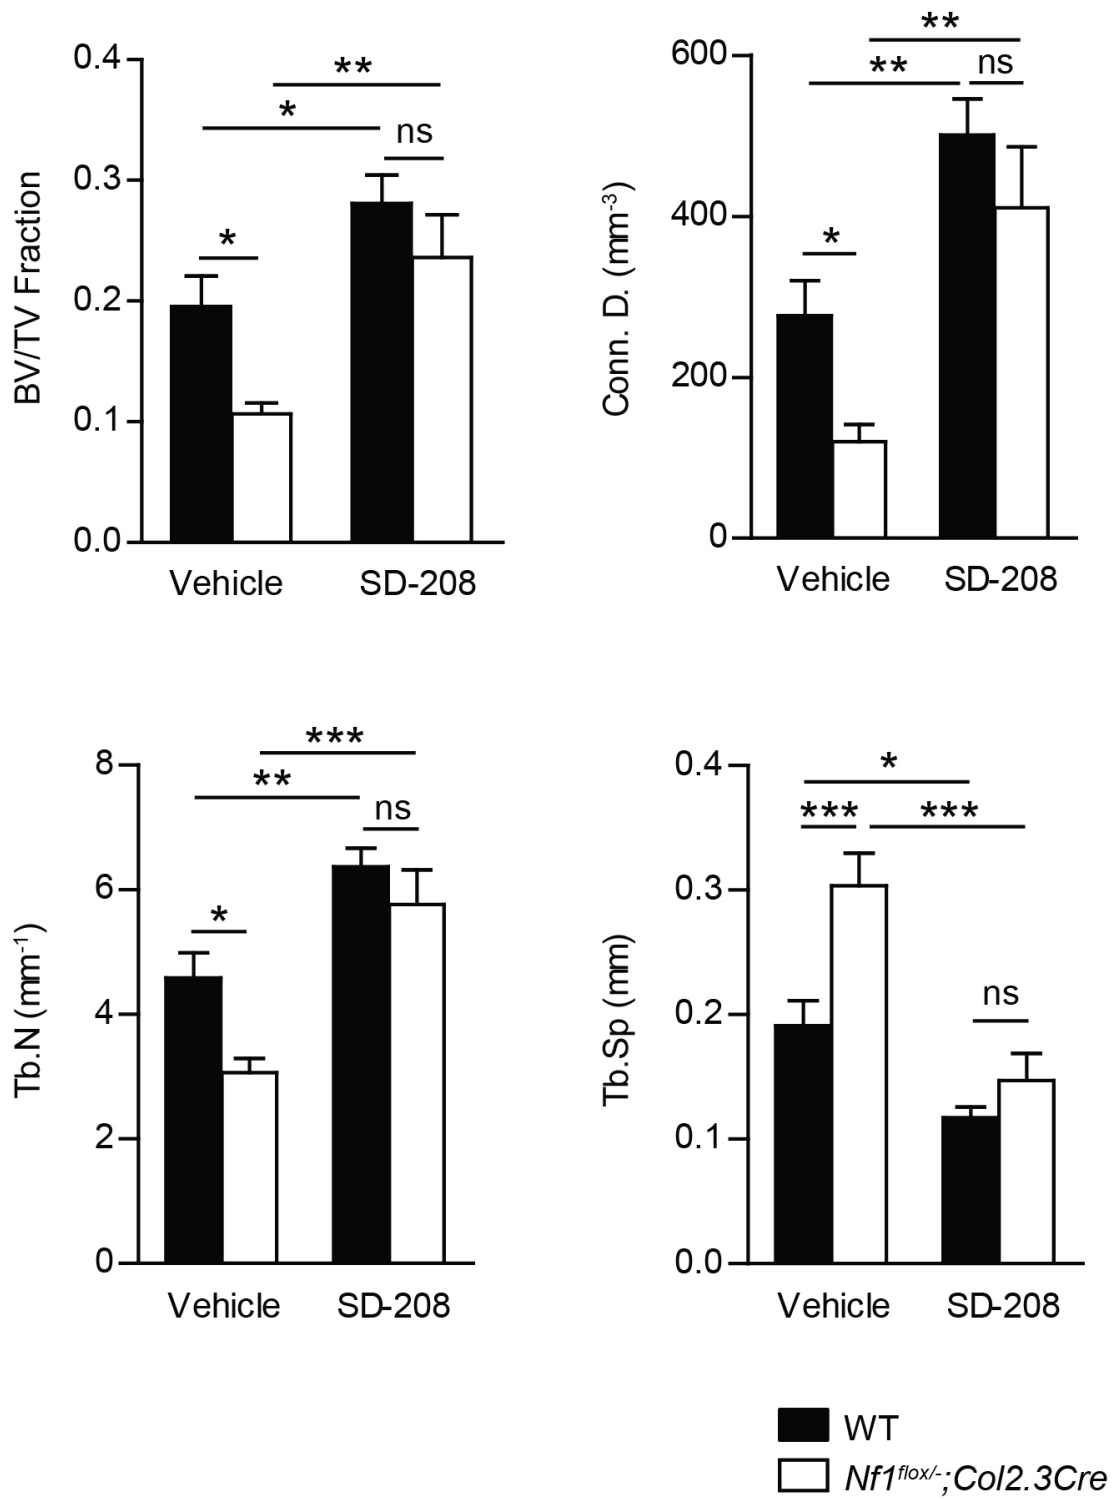 BV/TV Fraction
0.4
0.3
0.2
0.1
0.0
**
*
ns
*
Vehicle
SD-208
Conn. D. (mm⁻³)
600
400
200
0
**
**
ns
*
Vehicle
SD-208
Tb.N (mm⁻¹)
8
6
4
2
0
***
**
ns
*
Vehicle
SD-208
Tb.Sp (mm)
0.4
0.3
0.2
0.1
0.0
*
*** ***
ns
Vehicle
SD-208
WT
Nf1flox/-;Col2.3Cre